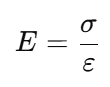 E = σ/ε